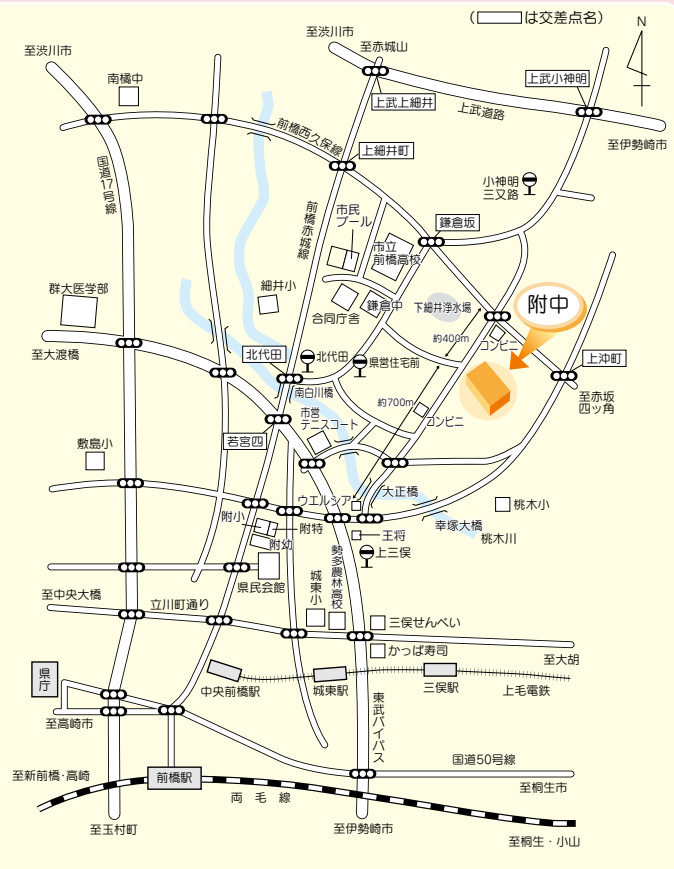 （　　は交差点名）
N
至渋川市
至赤城山
至渋川市
南橘中
上武小神明
上武上細井
上武道路
前橋西久保線
上細井町
至伊勢崎市
国道17号線
小神明
三又路
前橋赤城線
市民
プール
鎌倉坂
市立
前橋高校
群大医学部
細井小
合同庁舎
鎌倉中
下細井浄水場
附中
約400m
コンビニ
至大渡橋
北代田
北代田
県営住宅前
上沖町
南白川橋
至赤坂
四ッ角
約700m
市営
テニスコート
コンビニ
若宮四
敷島小
ウエルシア
大正橋
桃木小
附小
附特
幸塚大橋
桃木川
附幼
王将
上三俣
県民会館
城東小
勢多農林高校
至中央大橋
立川町通り
三俣せんべい
かっぱ寿司
至大胡
県庁
中央前橋駅
城東駅
三俣駅
上毛電鉄
東武バイパス
至高崎市
国道50号線
至新前橋・高崎
前橋駅
至桐生市
両毛線
至玉村町
至伊勢崎市
至桐生・小山